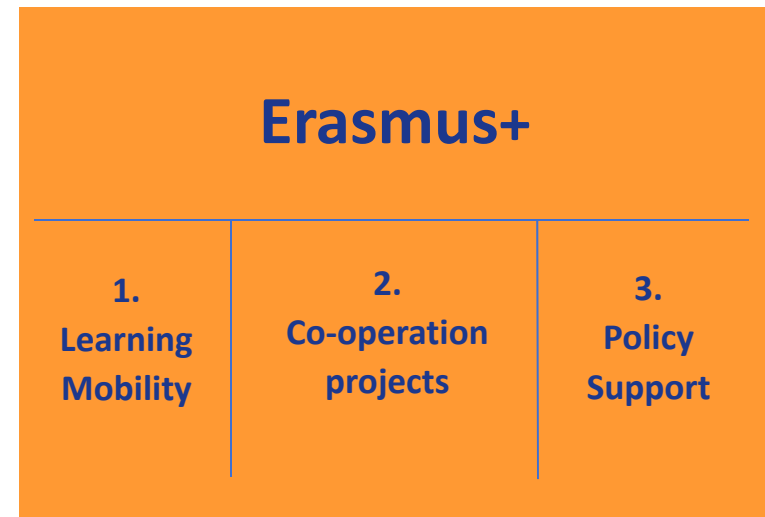 Erasmus+
1.
Learning
Mobility
2.
Co-operation
projects
3.
Policy
Support